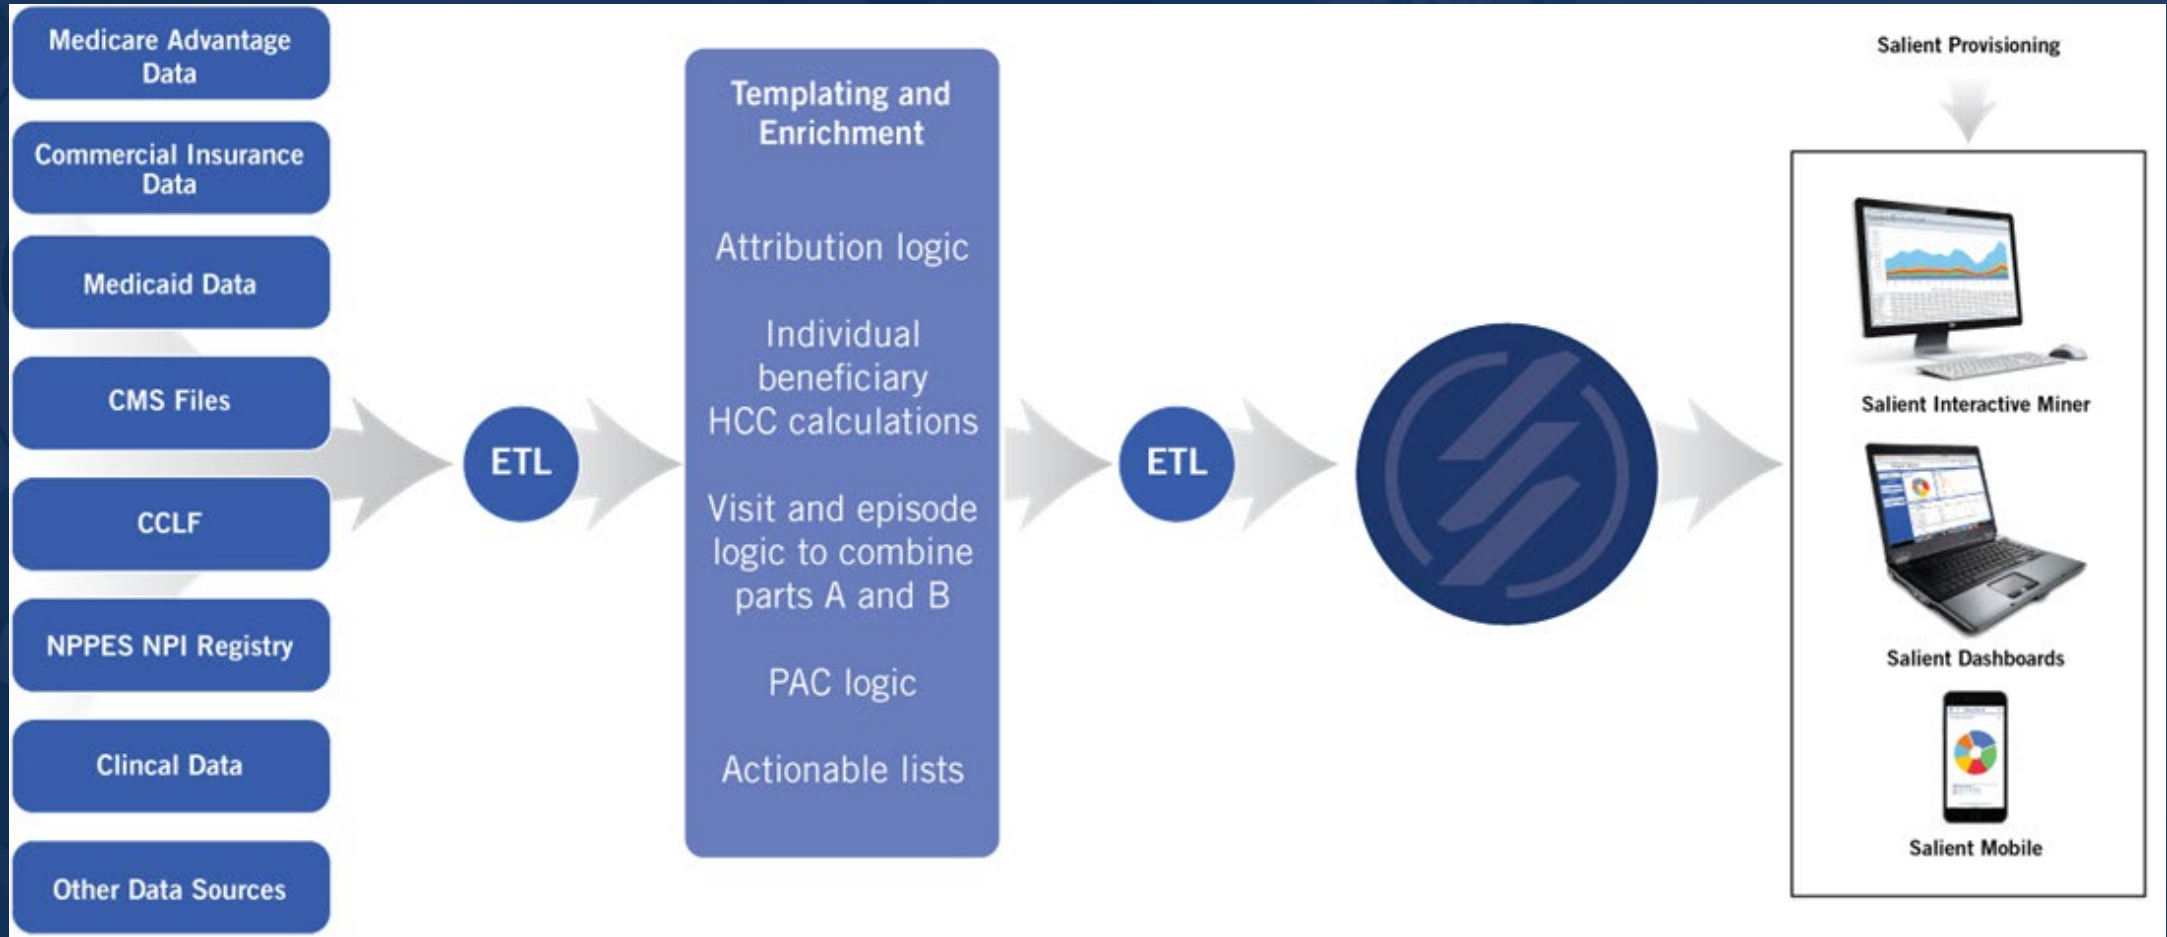 Medicare Advantage
Data
Commercial Insurance
Data
Medicaid Data
CMS Files
CCLF
NPPES NPI Registry
Clincal Data
Other Data Sources
ETL
Templating and
Enrichment
Attribution logic
Individual
beneficiary
HCC calculations
Visit and episode
logic to combine
parts A and B
PAC logic
Actionable lists
ETL
Salient Provisioning
Salient Interactive Miner
Salient Dashboards
Salient Mobile